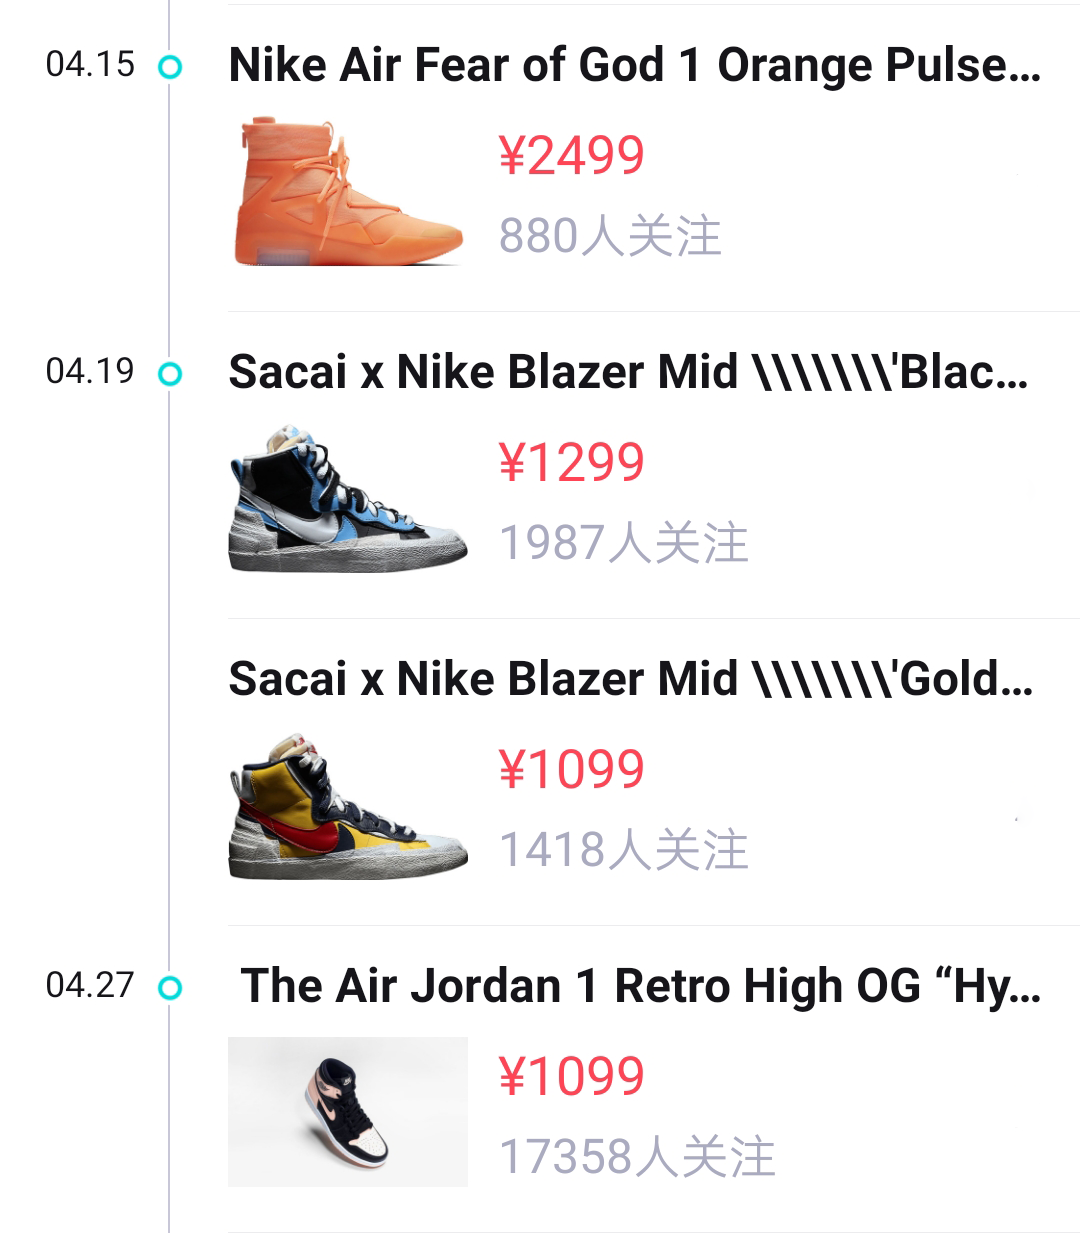 04.15
Nike Air Fear of God 1 Orange Pulse...
¥2499
880人关注
04.19
Sacai x Nike Blazer Mid \\\\\\\'Blac...
¥1299
1987人关注
Sacai x Nike Blazer Mid \\\\\\\'Gold...
¥1099
1418人关注
04.27
The Air Jordan 1 Retro High OG “Hy...
¥1099
17358人关注